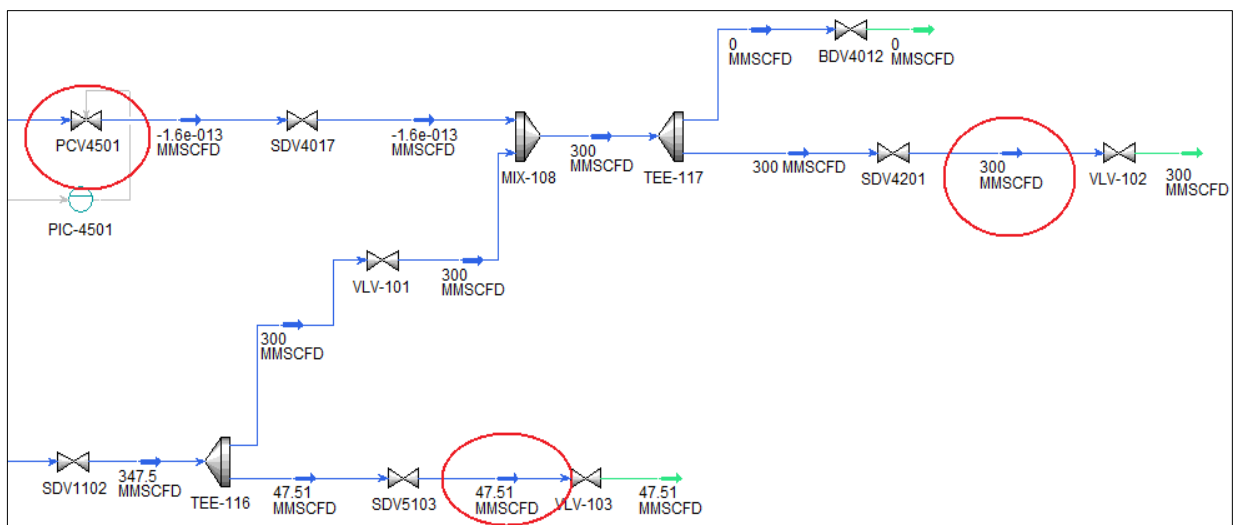 0
MMSCFD
BDV4012
0
MMSCFD
PCV4501
-1.6e-013
MMSCFD
SDV4017
-1.6e-013
MMSCFD
MIX-108
300
MMSCFD
TEE-117
300 MMSCFD
SDV4201
300
MMSCFD
VLV-102
300
MMSCFD
PIC-4501
VLV-101
300
MMSCFD
300
MMSCFD
SDV1102
347.5
MMSCFD
TEE-116
47.51
MMSCFD
SDV5103
47.51
MMSCFD
VLV-103
47.51
MMSCFD